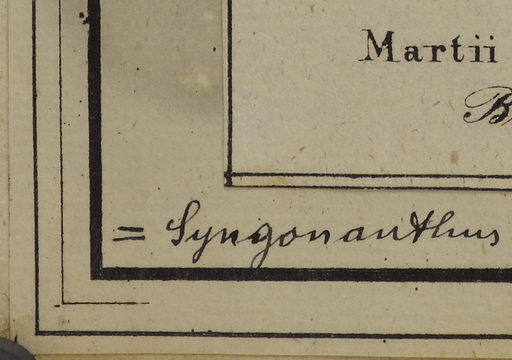 Martii
= Syngonanthus